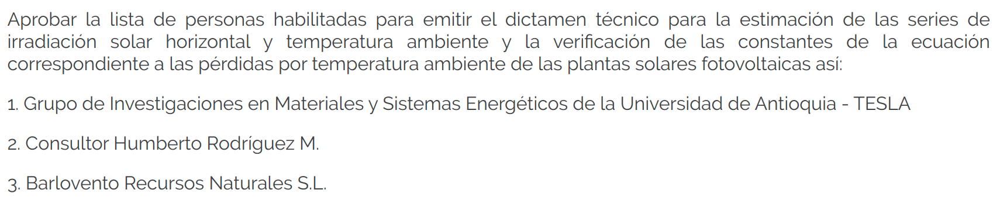 Aprobar la lista de personas habilitadas para emitir el dictamen técnico para la estimación de las series de
irradiación solar horizontal y temperatura ambiente y la verificación de las constantes de la ecuación
correspondiente a las pérdidas por temperatura ambiente de las plantas solares fotovoltaicas así:
1. Grupo de Investigaciones en Materiales y Sistemas Energéticos de la Universidad de Antioquia - TESLA
2. Consultor Humberto Rodríguez M.
3. Barlovento Recursos Naturales S.L.